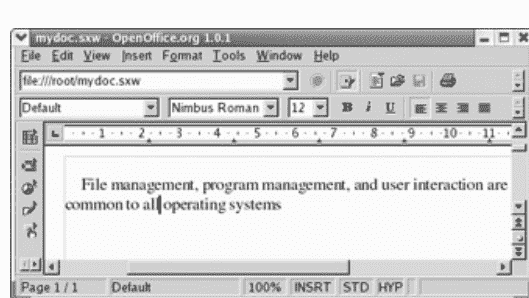 mydoc.sxw - OpenOffice.org 1.0.1
File Edit View Insert Format Tools Window Help
file:///root/mydoc.sxw
Default Nimbus Roman 12 B i U
1 2 3 4 5 6 7 8 9 10 11
File management, program management, and user interaction are
common to all operating systems
Page 1 / 1 Default 100% INSRT STD HYP